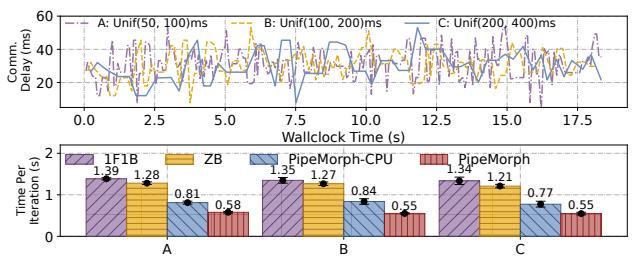 60
40
20
Comm.
Delay (ms)
A: Unif(50, 100)ms B: Unif(100, 200)ms C: Unif(200, 400)ms
0.0 2.5 5.0 7.5 10.0 12.5 15.0 17.5
Wallclock Time (s)
2
1
0
Time Per
Iteration (s)
1F1B ZB PipeMorph-CPU PipeMorph
1.39 1.28 0.81 0.58 1.35 1.27 0.84 0.55 1.34 1.21 0.77 0.55
A B C